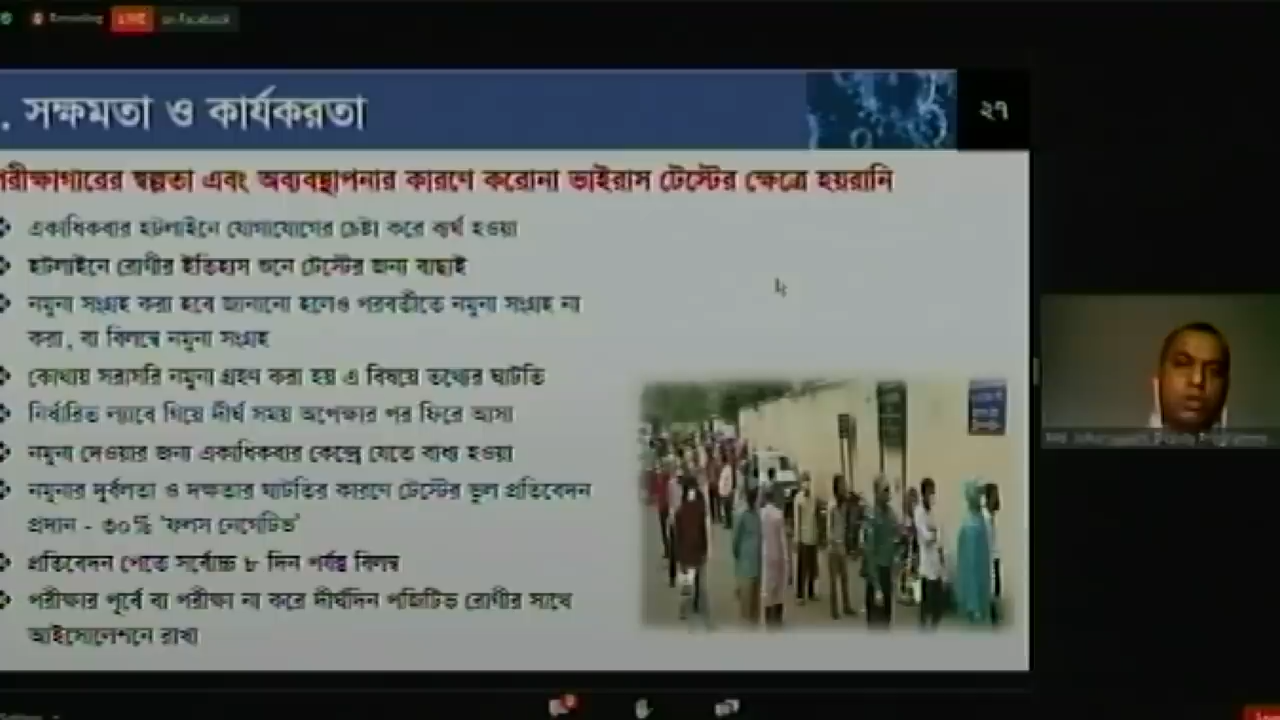 Recording LIVE on Facebook
. সক্ষমতা ও কার্যকরতা
২৭
পরীক্ষাগারের স্বল্পতা এবং অব্যবস্থাপনার কারণে করোনা ভাইরাস টেস্টের ক্ষেত্রে হয়রানি
একাধিকবার হটলাইনে যোগাযোগের চেষ্টা করে ব্যর্থ হওয়া
হটলাইনে রোগীর ইতিহাস শুনে টেস্টের জন্য বাছাই
নমুনা সংগ্রহ করা হবে জানানো হলেও পরবর্তীতে নমুনা সংগ্রহ না
করা, বা বিলম্বে নমুনা সংগ্রহ
কোথায় সরাসরি নমুনা গ্রহণ করা হয় এ বিষয়ে তথ্যের ঘাটতি
নির্ধারিত ল্যাবে গিয়ে দীর্ঘ সময় অপেক্ষার পর ফিরে আসা
নমুনা দেওয়ার জন্য একাধিকবার কেন্দ্রে যেতে বাধ্য হওয়া
নমুনার দুর্বলতা ও দক্ষতার ঘাটতির কারণে টেস্টের ভুল প্রতিবেদন
প্রদান - ৩০% 'ফলস নেগেটিভ'
প্রতিবেদন পেতে সর্বোচ্চ ৮ দিন পর্যন্ত বিলম্ব
পরীক্ষার পূর্বে বা পরীক্ষা না করে দীর্ঘদিন পজিটিভ রোগীর সাথে
আইসোলেশনে রাখা